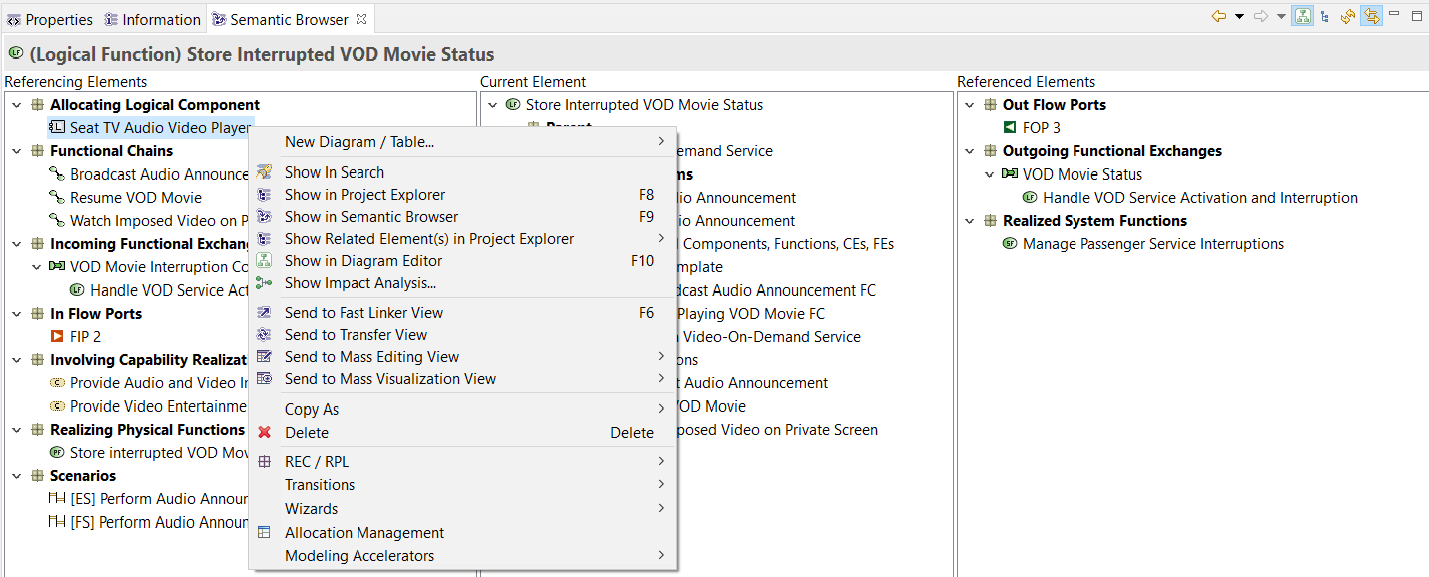 Properties Information Semantic Browser
(Logical Function) Store Interrupted VOD Movie Status
Referencing Elements
Allocating Logical Component
Seat TV Audio Video Player
Functional Chains
Broadcast Audio Announce
Resume VOD Movie
Watch Imposed Video on P
Incoming Functional Exchang
VOD Movie Interruption Co
Handle VOD Service Act
In Flow Ports
FIP 2
Involving Capability Realizat
Provide Audio and Video In
Provide Video Entertainme
Realizing Physical Functions
Store interrupted VOD Mov
Scenarios
[ES] Perform Audio Announ
[FS] Perform Audio Announ
New Diagram / Table...
Show In Search
Show in Project Explorer F8
Show in Semantic Browser F9
Show Related Element(s) in Project Explorer
Show in Diagram Editor F10
Show Impact Analysis...
Send to Fast Linker View F6
Send to Transfer View
Send to Mass Editing View
Send to Mass Visualization View
Copy As
Delete Delete
REC / RPL
Transitions
Wizards
Allocation Management
Modeling Accelerators
Current Element
Store Interrupted VOD Movie Status
Parent
emand Service
ms
io Announcement
io Announcement
l Components, Functions, CEs, FEs
mplate
dcast Audio Announcement FC
Playing VOD Movie FC
Video-On-Demand Service
ons
t Audio Announcement
VOD Movie
posed Video on Private Screen
Referenced Elements
Out Flow Ports
FOP 3
Outgoing Functional Exchanges
VOD Movie Status
Handle VOD Service Activation and Interruption
Realized System Functions
Manage Passenger Service Interruptions